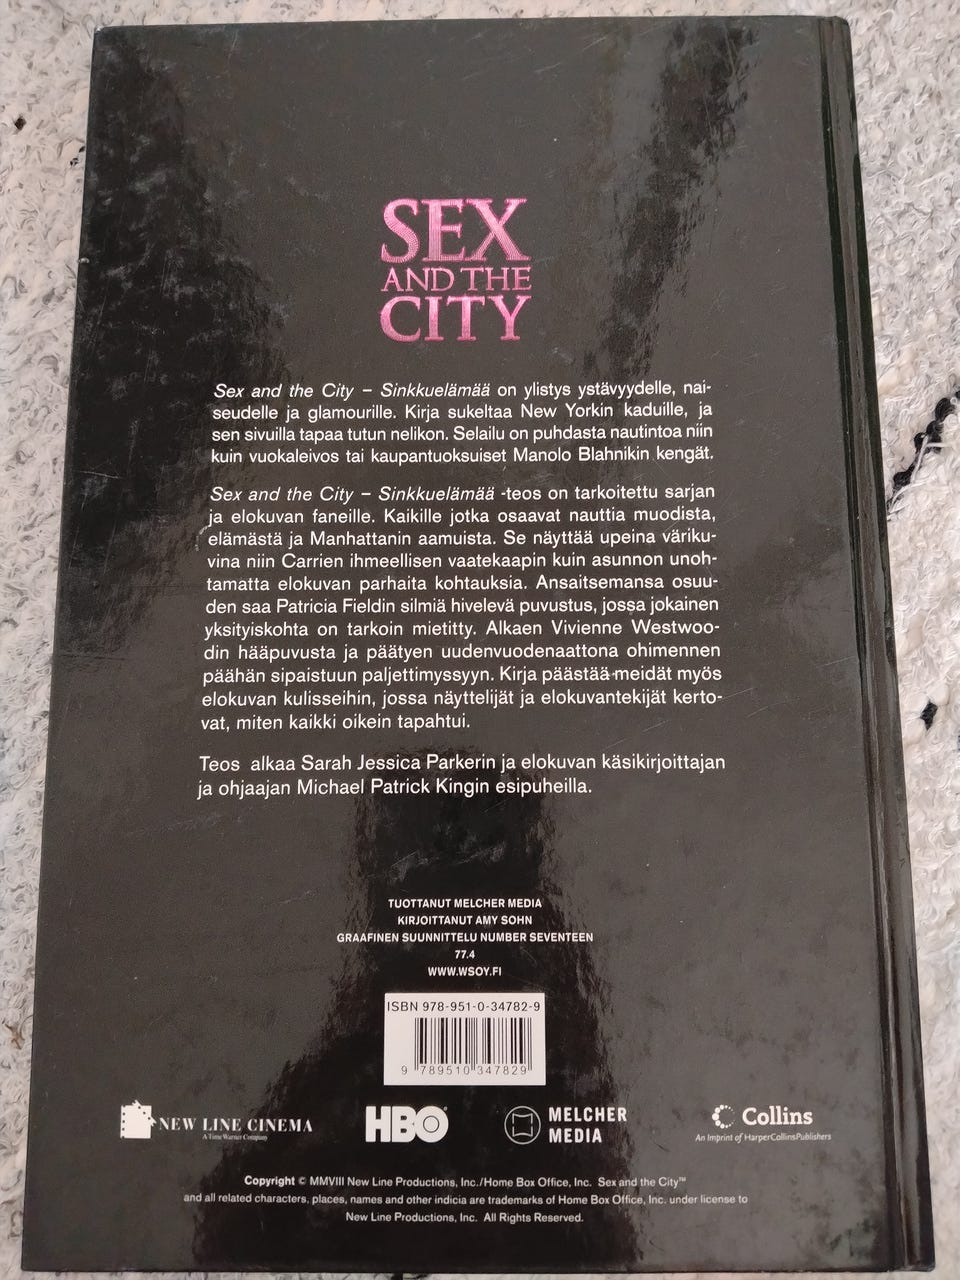 SEX
AND THE
CITY
Sex and the City – Sinkkuelämää on ylistys ystävyydelle, nai-
seudelle ja glamourille. Kirja sukeltaa New Yorkin kaduille, ja
sen sivuilla tapaa tutun nelikon. Selailu on puhdasta nautintoa niin
kuin vuokaleivos tai kaupantuoksuiset Manolo Blahnikin kengät.
Sex and the City – Sinkkuelämää -teos on tarkoitettu sarjan
ja elokuvan faneille. Kaikille jotka osaavat nauttia muodista,
elämästä ja Manhattanin aamuista. Se näyttää upeina väriku-
vina niin Carrien ihmeellisen vaatekaapin kuin asunnon unoh-
tamatta elokuvan parhaita kohtauksia. Ansaitsemansa osuu-
den saa Patricia Fieldin silmiä hivelevä puvustus, jossa jokainen
yksityiskohta on tarkoin mietitty. Alkaen Vivienne Westwoo-
din hääpuvusta ja päätyen uudenvuodenaattona ohimennen
päähän sipaistuun paljettimyssyyn. Kirja päästää meidät myös
elokuvan kulisseihin, jossa näyttelijät ja elokuvantekijät kerto-
vat, miten kaikki oikein tapahtui.
Teos alkaa Sarah Jessica Parkerin ja elokuvan käsikirjoittajan
ja ohjaajan Michael Patrick Kingin esipuheilla.
TUOTTANUT MELCHER MEDIA
KIRJOITTANUT AMY SOHN
GRAAFINEN SUUNNITTELU NUMBER SEVENTEEN
77.4
WWW.WSOY.FI
ISBN 978-951-0-34782-9
9 789510 347829
NEW LINE CINEMA
A Time Warner Company
HBO®
MELCHER
MEDIA
Collins
An Imprint of HarperCollinsPublishers
Copyright © MMVIII New Line Productions, Inc./Home Box Office, Inc. Sex and the City™
and all related characters, places, names and other indicia are trademarks of Home Box Office, Inc. under license to
New Line Productions, Inc. All Rights Reserved.